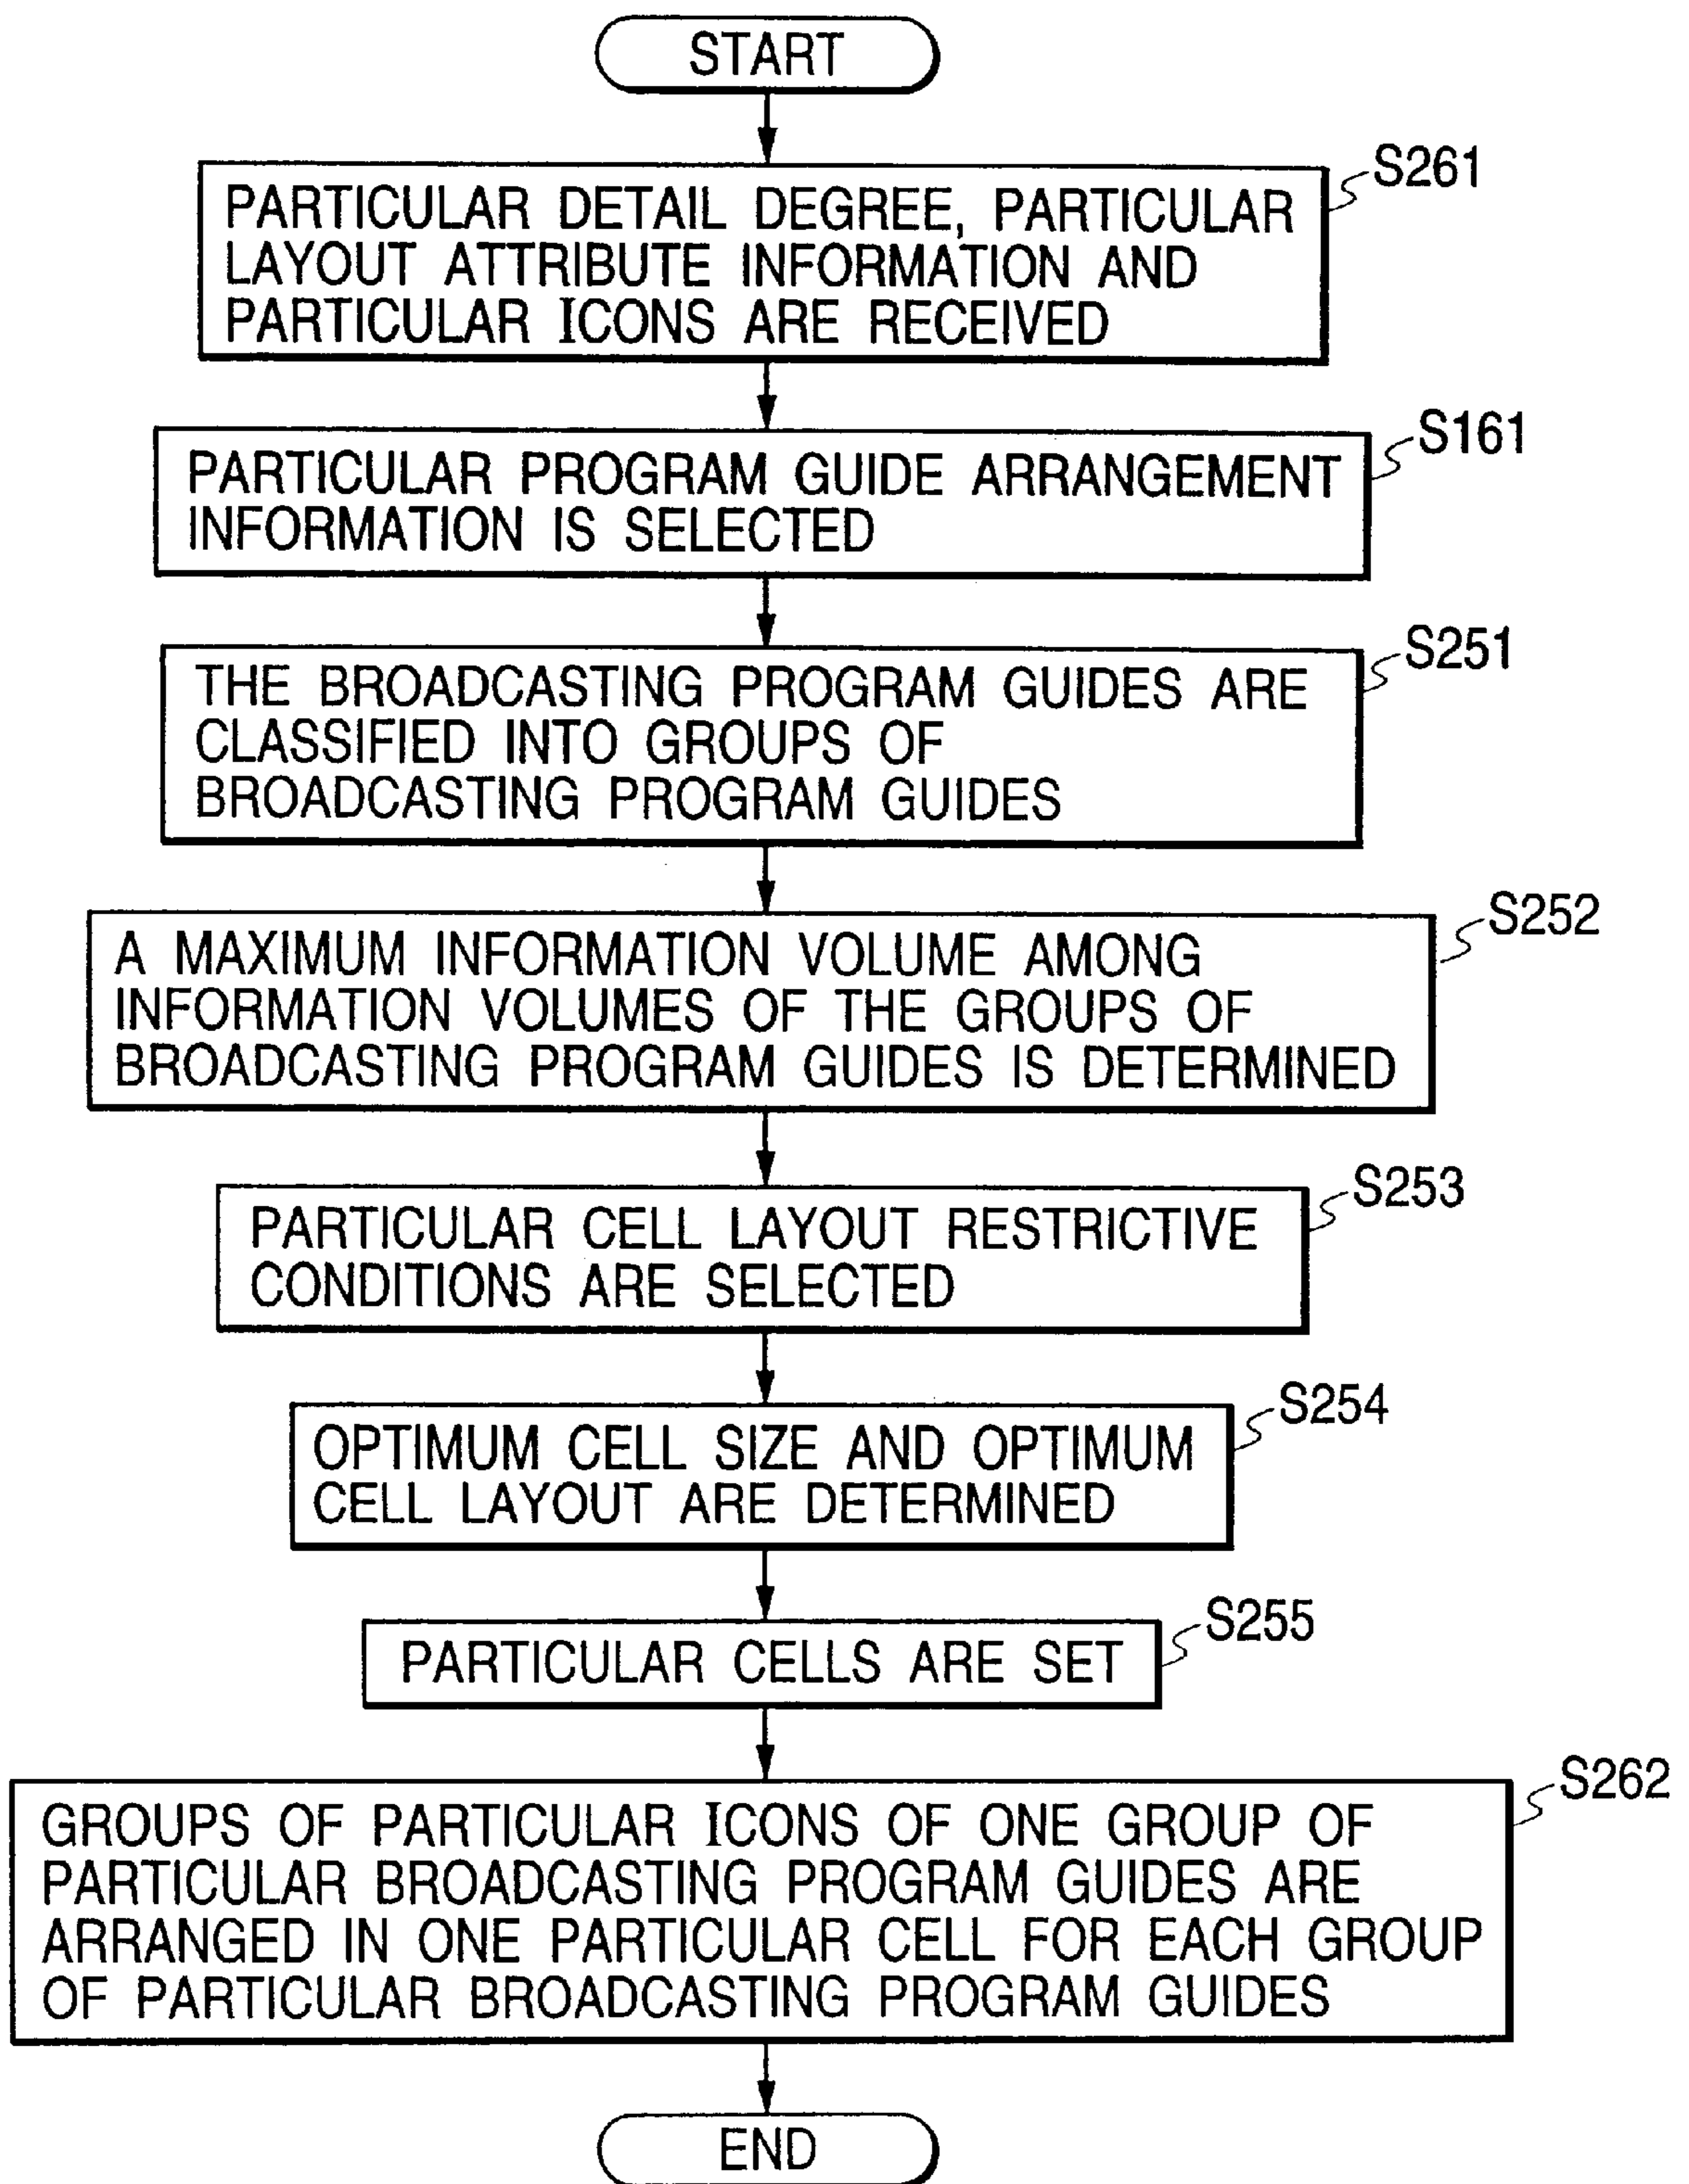 START
S261
PARTICULAR DETAIL DEGREE, PARTICULAR
LAYOUT ATTRIBUTE INFORMATION AND
PARTICULAR ICONS ARE RECEIVED
S161
PARTICULAR PROGRAM GUIDE ARRANGEMENT
INFORMATION IS SELECTED
S251
THE BROADCASTING PROGRAM GUIDES ARE
CLASSIFIED INTO GROUPS OF
BROADCASTING PROGRAM GUIDES
S252
A MAXIMUM INFORMATION VOLUME AMONG
INFORMATION VOLUMES OF THE GROUPS OF
BROADCASTING PROGRAM GUIDES IS DETERMINED
S253
PARTICULAR CELL LAYOUT RESTRICTIVE
CONDITIONS ARE SELECTED
S254
OPTIMUM CELL SIZE AND OPTIMUM
CELL LAYOUT ARE DETERMINED
S255
PARTICULAR CELLS ARE SET
S262
GROUPS OF PARTICULAR ICONS OF ONE GROUP OF
PARTICULAR BROADCASTING PROGRAM GUIDES ARE
ARRANGED IN ONE PARTICULAR CELL FOR EACH GROUP
OF PARTICULAR BROADCASTING PROGRAM GUIDES
END